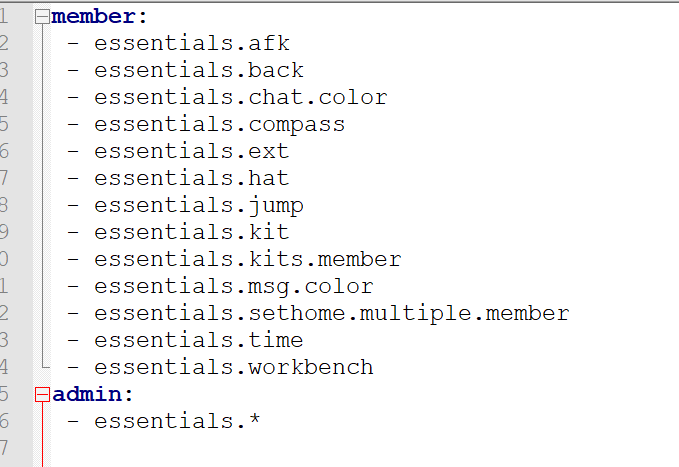 1 member:
2 - essentials.afk
3 - essentials.back
4 - essentials.chat.color
5 - essentials.compass
6 - essentials.ext
7 - essentials.hat
8 - essentials.jump
9 - essentials.kit
0 - essentials.kits.member
1 - essentials.msg.color
2 - essentials.sethome.multiple.member
3 - essentials.time
4 - essentials.workbench
5 admin:
6 - essentials.*
7